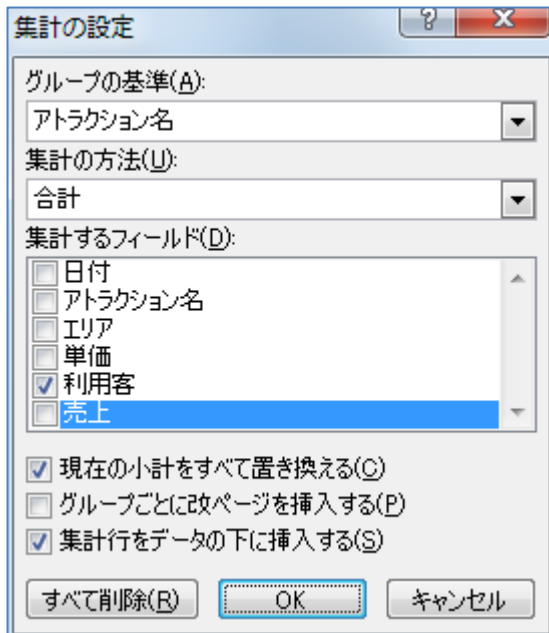 集計の設定
グループの基準(A):
アトラクション名
集計の方法(U):
合計
集計するフィールド(D):
日付
アトラクション名
エリア
単価
利用客
売上
現在の小計をすべて置き換える(C)
グループごとに改ページを挿入する(P)
集計行をデータの下に挿入する(S)
すべて削除(R) OK キャンセル